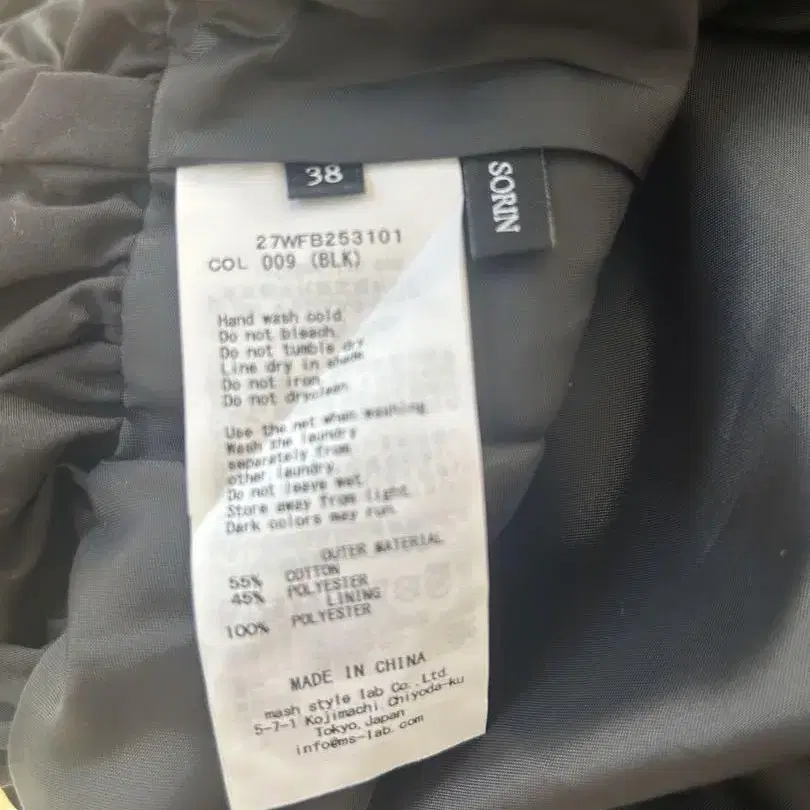 38
SORIN
27WFB253101
COL 009 (BLK)
Hand wash cold.
Do not bleach.
Do not tumble dry
Line dry in shade
Do not iron.
Do not dryclean.
Use the net when washing.
Wash the laundry
separately from
other laundry.
Do not leave wet.
Store away from light.
Dark colors may run.
OUTER MATERIAL
55% COTTON
45% POLYESTER
LINING
100% POLYESTER
MADE IN CHINA
mash style lab Co.,Ltd.
5-7-1 Kojimachi,Chiyoda-ku
Tokyo,Japan
info@ms-lab.com